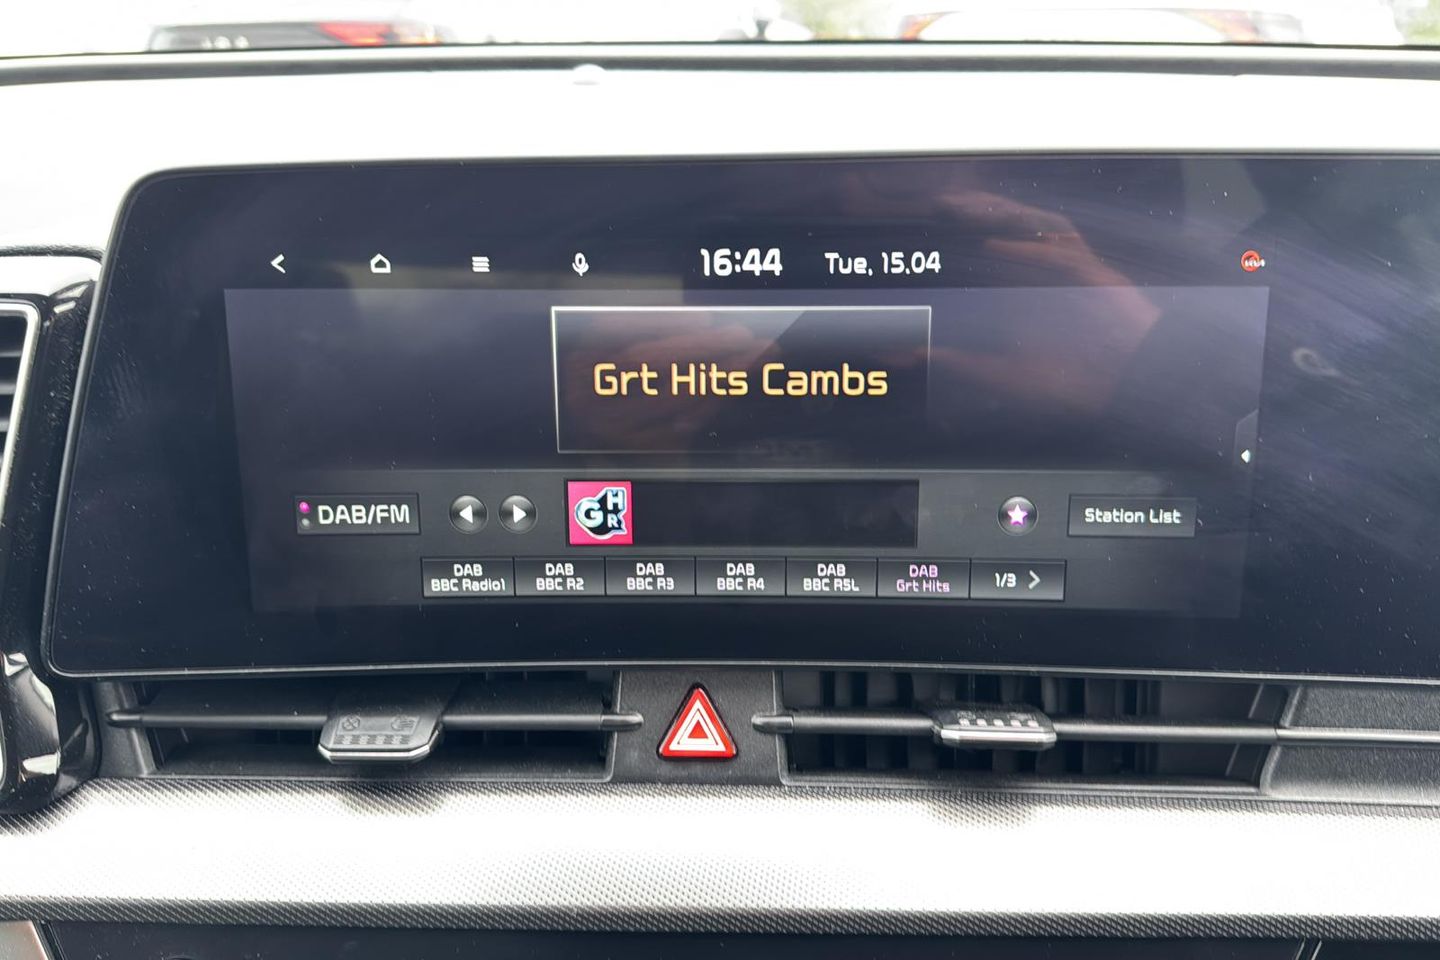 16:44 Tue, 15.04
Grt Hits Cambs
DAB/FM
GHR
Station List
DAB
BBC Radio1
DAB
BBC R2
DAB
BBC R3
DAB
BBC R4
DAB
BBC R5L
DAB
Grt Hits
1/3